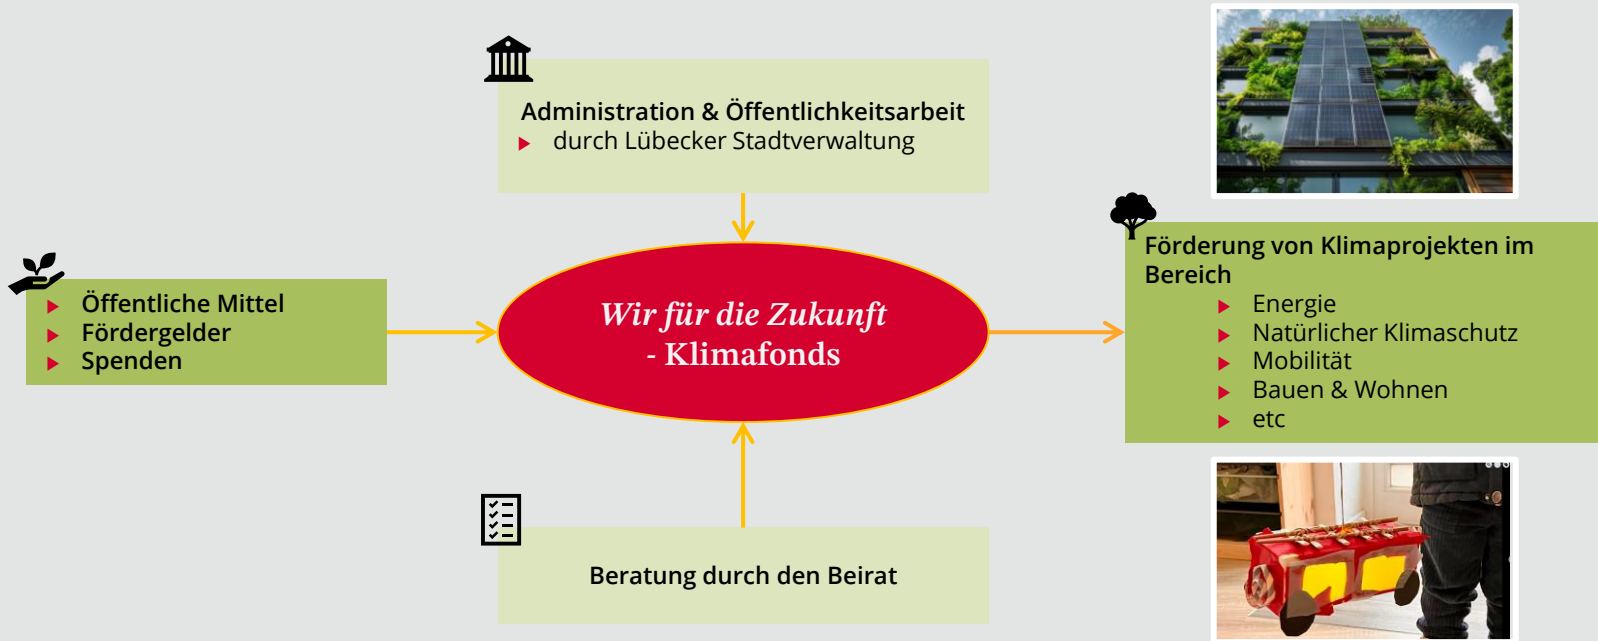 Administration & Öffentlichkeitsarbeit
durch Lübecker Stadtverwaltung
Öffentliche Mittel
Fördergelder
Spenden
Wir für die Zukunft
- Klimafonds
Förderung von Klimaprojekten im
Bereich
Energie
Natürlicher Klimaschutz
Mobilität
Bauen & Wohnen
etc
Beratung durch den Beirat